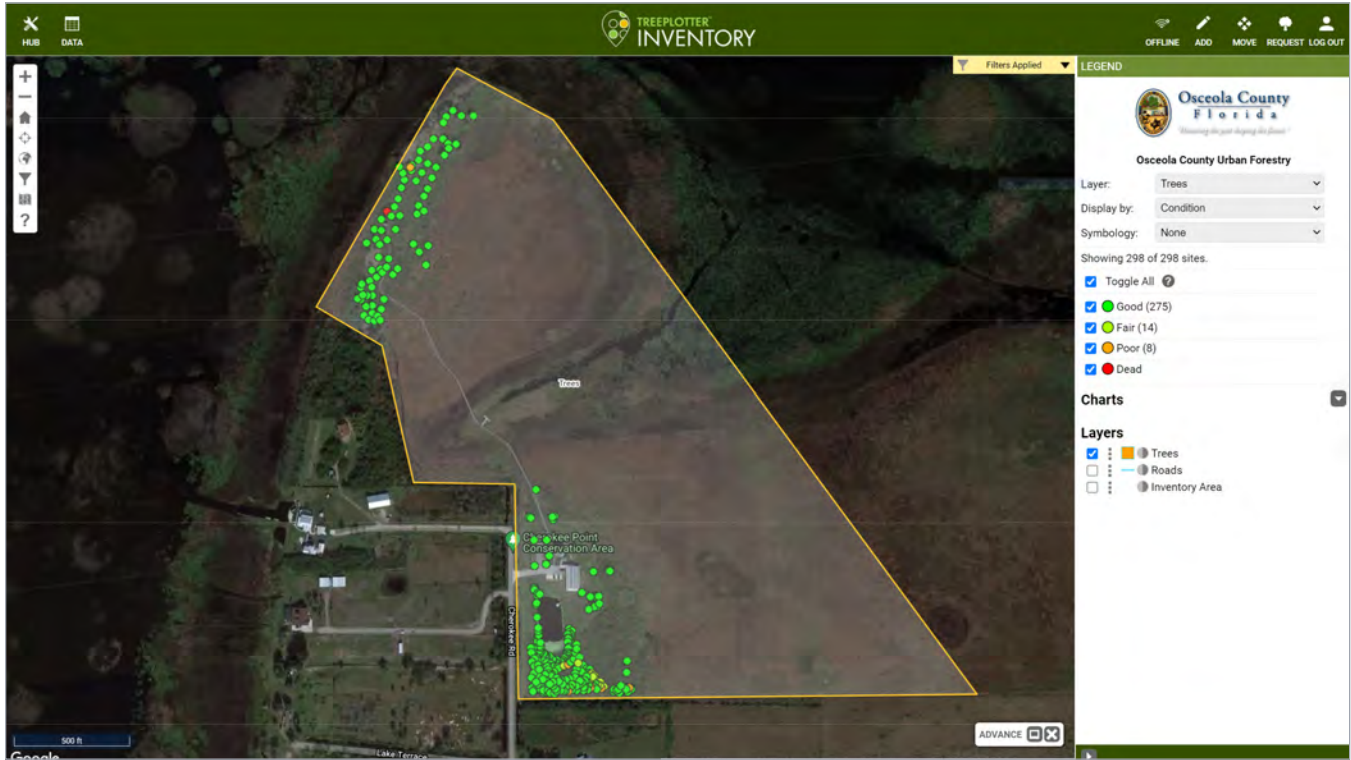 HUB
DATA
TREEPLOTTER™
INVENTORY
OFFLINE
ADD
MOVE
REQUEST
LOG OUT
Filters Applied
LEGEND
Osceola County
Florida
Osceola County Urban Forestry
Layer: Trees
Display by: Condition
Symbology: None
Showing 298 of 298 sites.
Toggle All ?
Good (275)
Fair (14)
Poor (8)
Dead
Charts
Layers
Trees
Roads
Inventory Area
+
?
Trees
Cherokee Point
Conservation Area
Cherokee Rd
Lake Terrace
500 ft
Google
ADVANCE